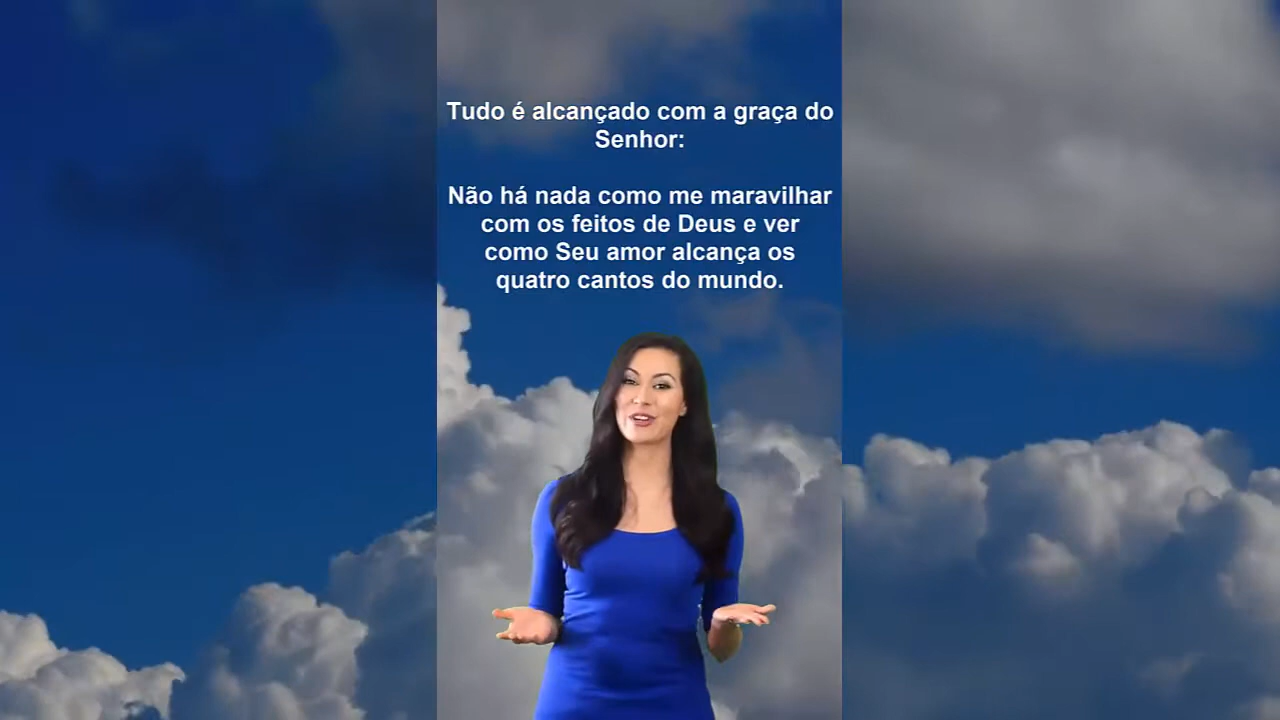 Tudo é alcançado com a graça do
Senhor:
Não há nada como me maravilhar
com os feitos de Deus e ver
como Seu amor alcança os
quatro cantos do mundo.